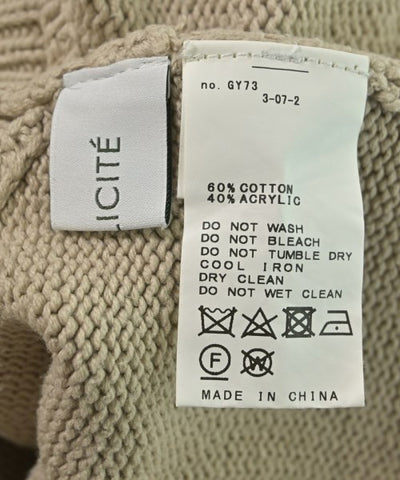 LICITÉ
no. GY73
3-07-2
60% COTTON
40% ACRYLIC
DO NOT WASH
DO NOT BLEACH
DO NOT TUMBLE DRY
COOL IRON
DRY CLEAN
DO NOT WET CLEAN
F W
MADE IN CHINA